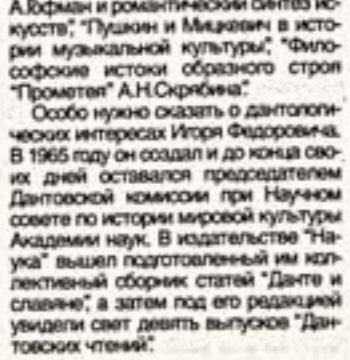 А.Гофман и романтический синтез ис-
кусств", "Пушкин и Мицкевич в исто-
рии музыкальной культуры", "Фило-
софские истоки образного строя
"Прометея" А.Н.Скрябина".
Особо нужно сказать о дантологи-
ческих интересах Игоря Федоровича.
В 1965 году он создал и до конца сво-
их дней оставался председателем
Дантовской комиссии при Научном
совете по истории мировой культуры
Академии наук. В издательстве "На-
ука" вышел подготовленный им кол-
лективный сборник статей "Данте и
славяне", а затем под его редакцией
увидели свет девять выпусков "Дан-
товских чтений".